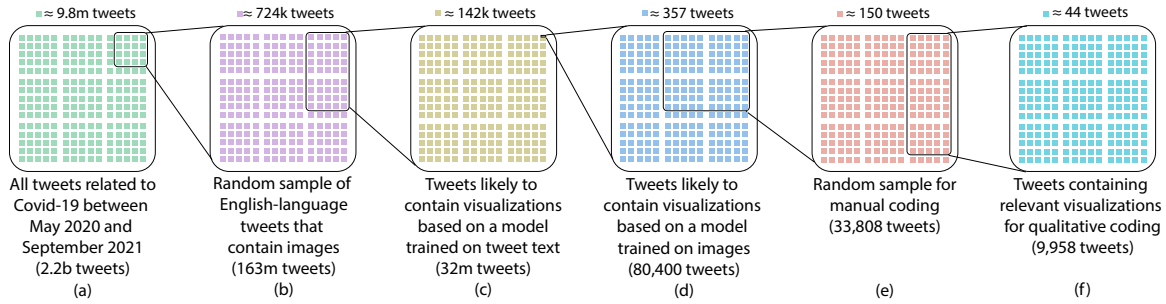 ≈ 9.8m tweets
≈ 724k tweets
≈ 142k tweets
≈ 357 tweets
≈ 150 tweets
≈ 44 tweets
All tweets related to
Covid-19 between
May 2020 and
September 2021
(2.2b tweets)
(a)
Random sample of
English-language
tweets that
contain images
(163m tweets)
(b)
Tweets likely to
contain visualizations
based on a model
trained on tweet text
(32m tweets)
(c)
Tweets likely to
contain visualizations
based on a model
trained on images
(80,400 tweets)
(d)
Random sample for
manual coding
(33,808 tweets)
(e)
Tweets containing
relevant visualizations
for qualitative coding
(9,958 tweets)
(f)